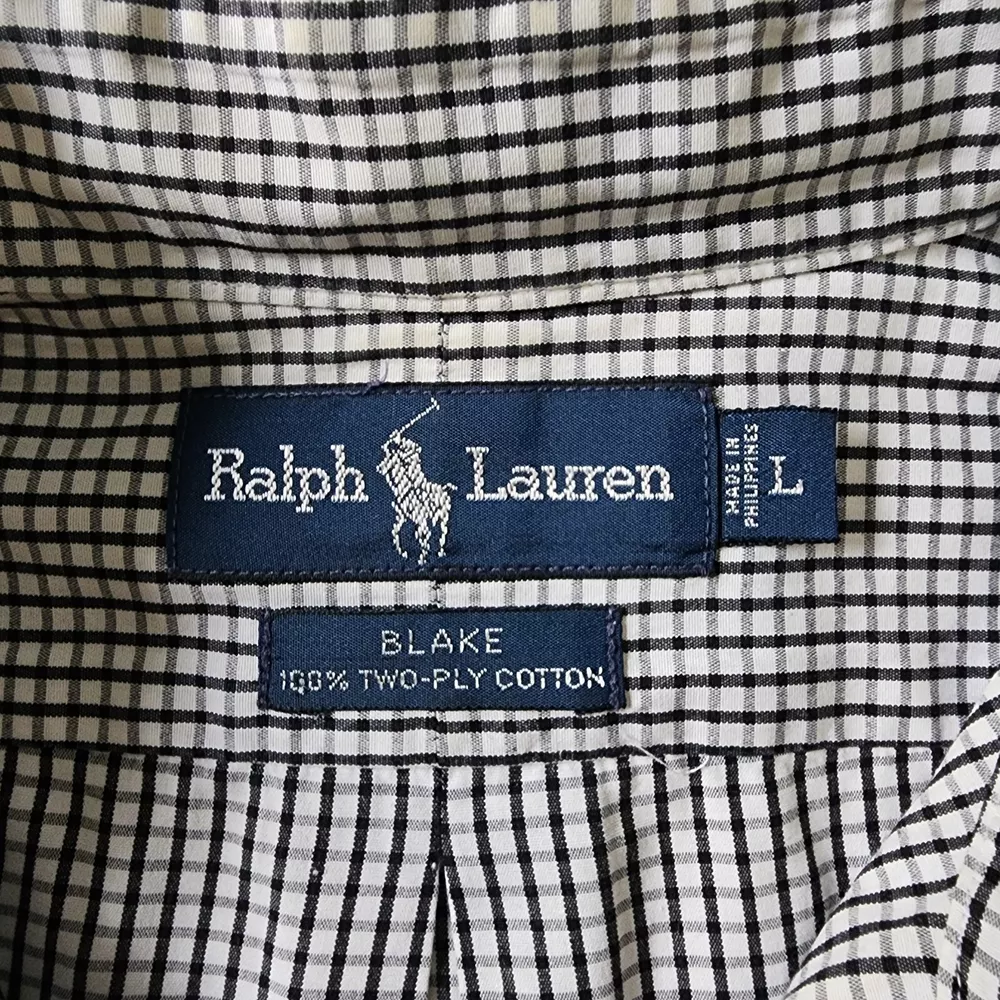 Ralph Lauren
MADE IN
PHILIPPINES
L
BLAKE
100% TWO-PLY COTTON